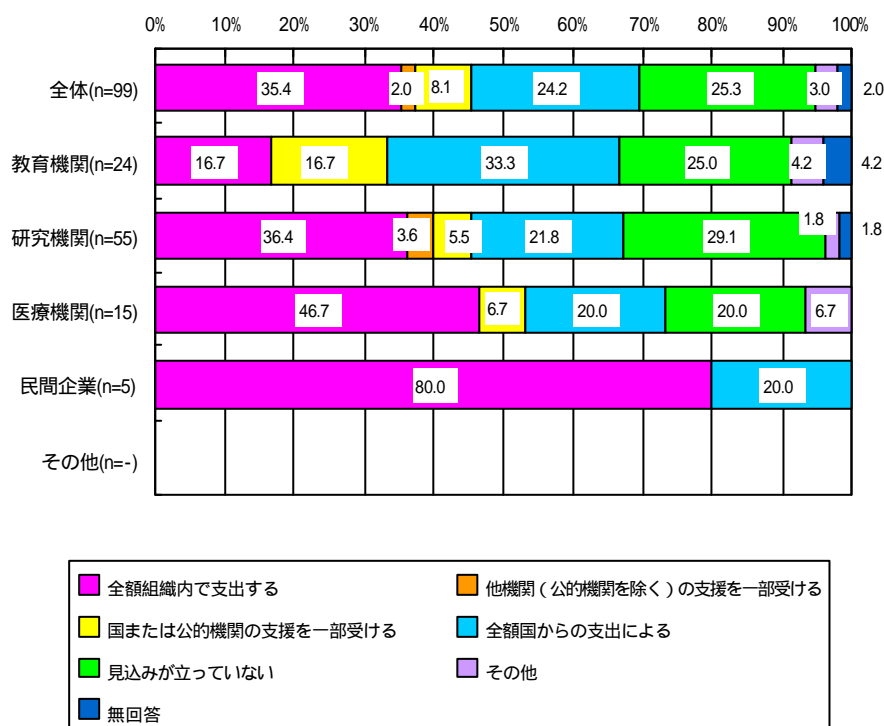 0% 10% 20% 30% 40% 50% 60% 70% 80% 90% 100%
全体(n=99) 35.4 2.0 8.1 24.2 25.3 3.0 2.0
教育機関(n=24) 16.7 16.7 33.3 25.0 4.2 4.2
研究機関(n=55) 36.4 3.6 5.5 21.8 29.1 1.8 1.8
医療機関(n=15) 46.7 6.7 20.0 20.0 6.7
民間企業(n=5) 80.0 20.0
その他(n=-)
全額組織内で支出する 他機関(公的機関を除く)の支援を一部受ける
国または公的機関の支援を一部受ける 全額国からの支出による
見込みが立っていない その他
無回答